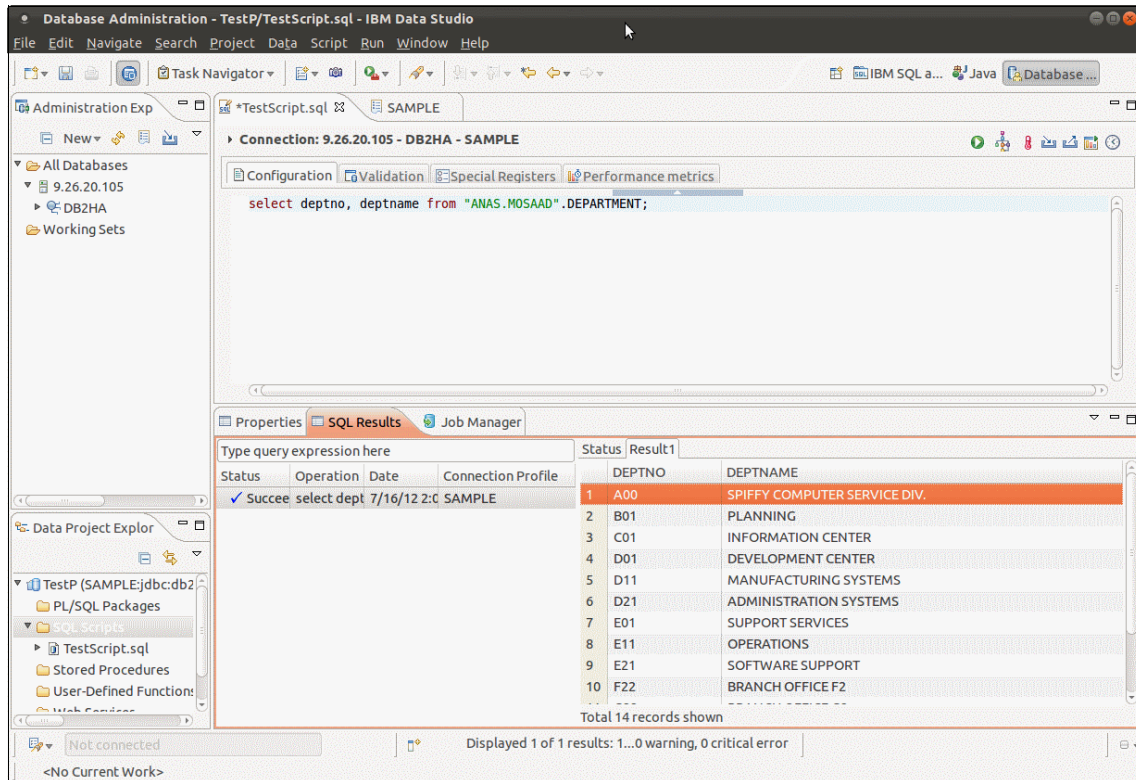 Database Administration - TestP/TestScript.sql - IBM Data Studio
File Edit Navigate Search Project Data Script Run Window Help
Task Navigator
IBM SQL a... Java Database ...
Administration Exp
New
All Databases
9.26.20.105
DB2HA
Working Sets
*TestScript.sql SAMPLE
Connection: 9.26.20.105 - DB2HA - SAMPLE
Configuration Validation Special Registers Performance metrics
select deptno, deptname from "ANAS.MOSAAD".DEPARTMENT;
Data Project Explor
TestP (SAMPLE:jdbc:db2
PL/SQL Packages
SQL Scripts
TestScript.sql
Stored Procedures
User-Defined Functions
Properties SQL Results Job Manager
Type query expression here
Status Operation Date Connection Profile
Succee select dept 7/16/12 2:0 SAMPLE
Status Result1
DEPTNO DEPTNAME
1 A00 SPIFFY COMPUTER SERVICE DIV.
2 B01 PLANNING
3 C01 INFORMATION CENTER
4 D01 DEVELOPMENT CENTER
5 D11 MANUFACTURING SYSTEMS
6 D21 ADMINISTRATION SYSTEMS
7 E01 SUPPORT SERVICES
8 E11 OPERATIONS
9 E21 SOFTWARE SUPPORT
10 F22 BRANCH OFFICE F2
Total 14 records shown
Not connected
Displayed 1 of 1 results: 1...0 warning, 0 critical error
<No Current Work>